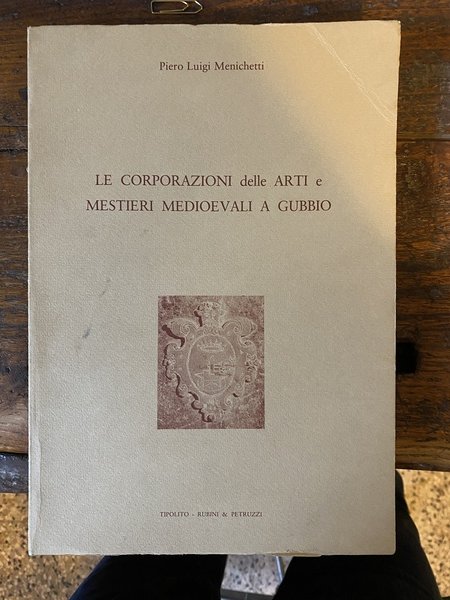 Piero Luigi Menichetti
LE CORPORAZIONI delle ARTI e
MESTIERI MEDIOEVALI A GUBBIO
TIPOLITO - RUBINI & PETRUZZI